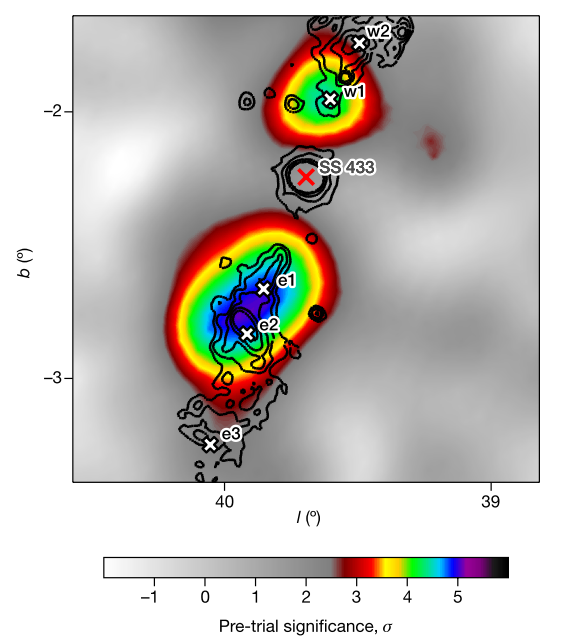 w2
w1
−2
SS 433
b (°)
e1
e2
−3
e3
40
39
l (°)
−1
0
1
2
3
4
5
Pre-trial significance, σ